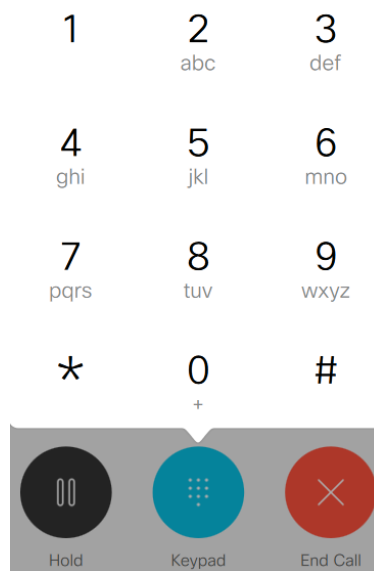 1 2 3
abc def
4 5 6
ghi jkl mno
7 8 9
pqrs tuv wxyz
* 0 #
+
Hold Keypad End Call